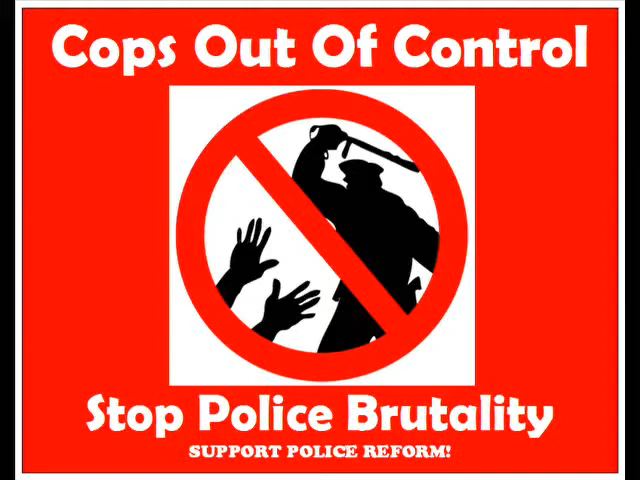 Cops Out Of Control
Stop Police Brutality
SUPPORT POLICE REFORM!